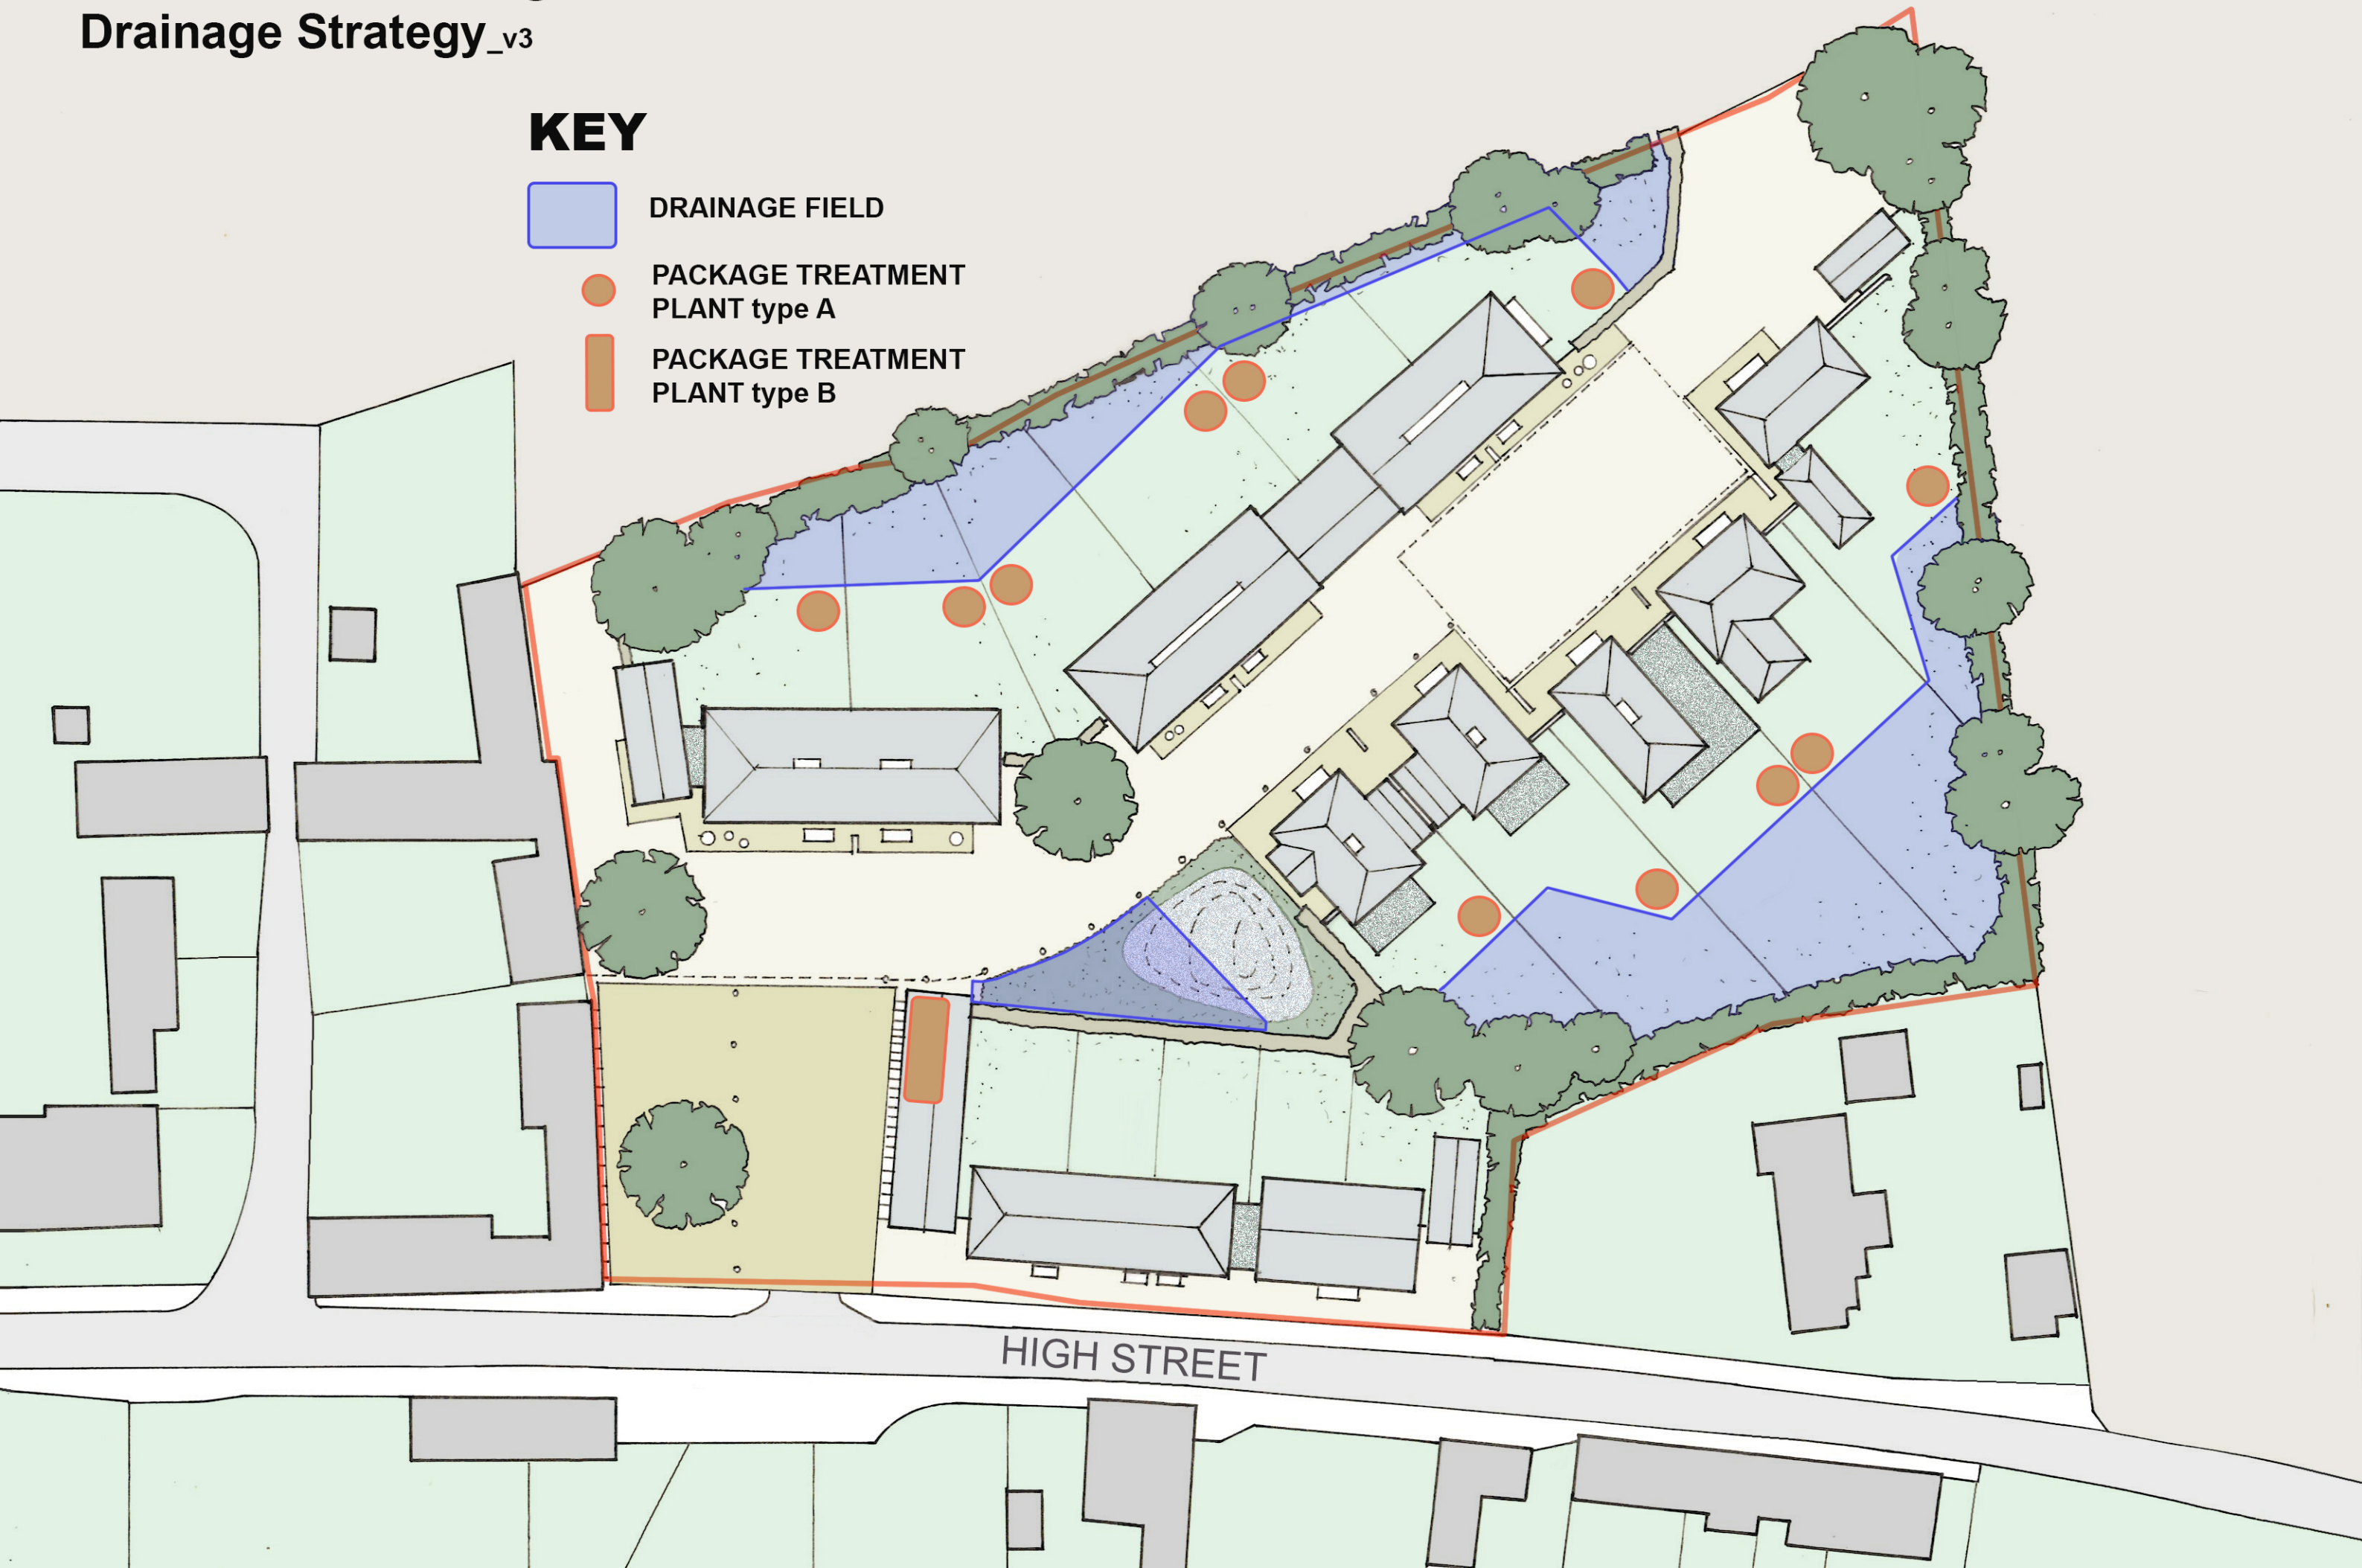 Drainage Strategy_v3
KEY
DRAINAGE FIELD
PACKAGE TREATMENT
PLANT type A
PACKAGE TREATMENT
PLANT type B
HIGH STREET